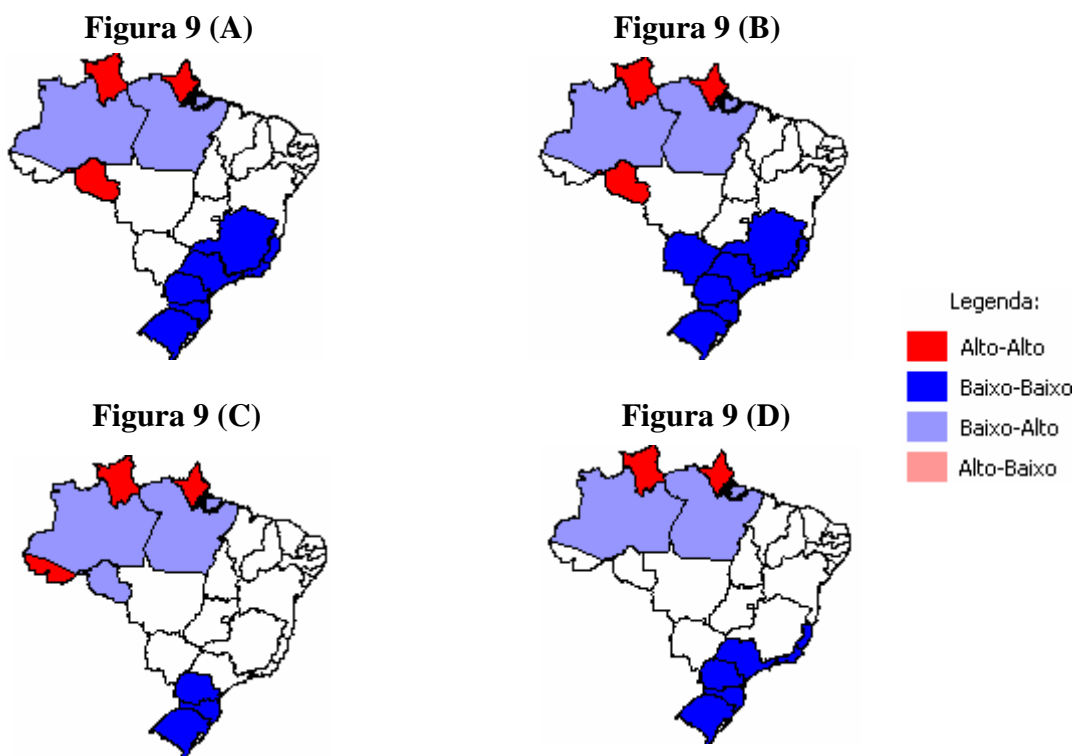 Figura 9 (A)
Figura 9 (B)
Legenda:
Alto-Alto
Baixo-Baixo
Baixo-Alto
Alto-Baixo
Figura 9 (C)
Figura 9 (D)